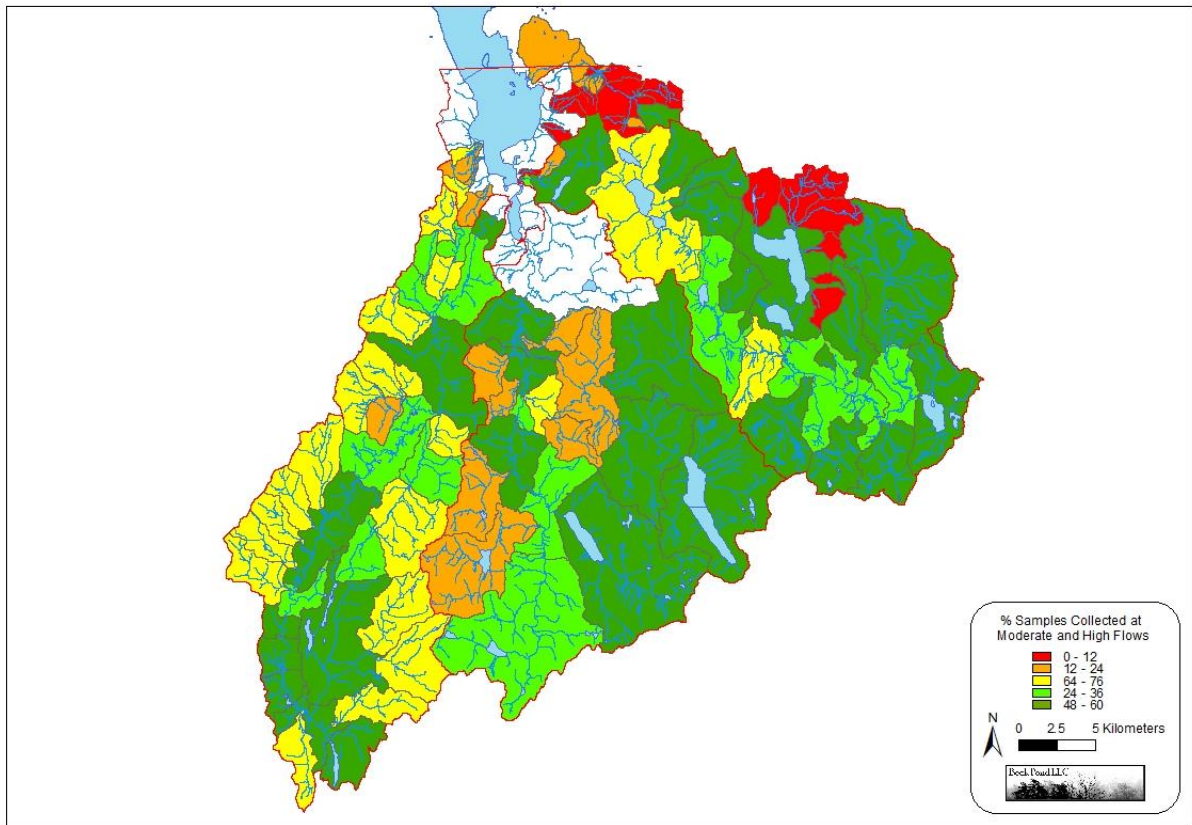 % Samples Collected at
Moderate and High Flows
0 - 12
12 - 24
64 - 76
24 - 36
48 - 60
N
0 2.5 5 Kilometers
Beck Pond LLC